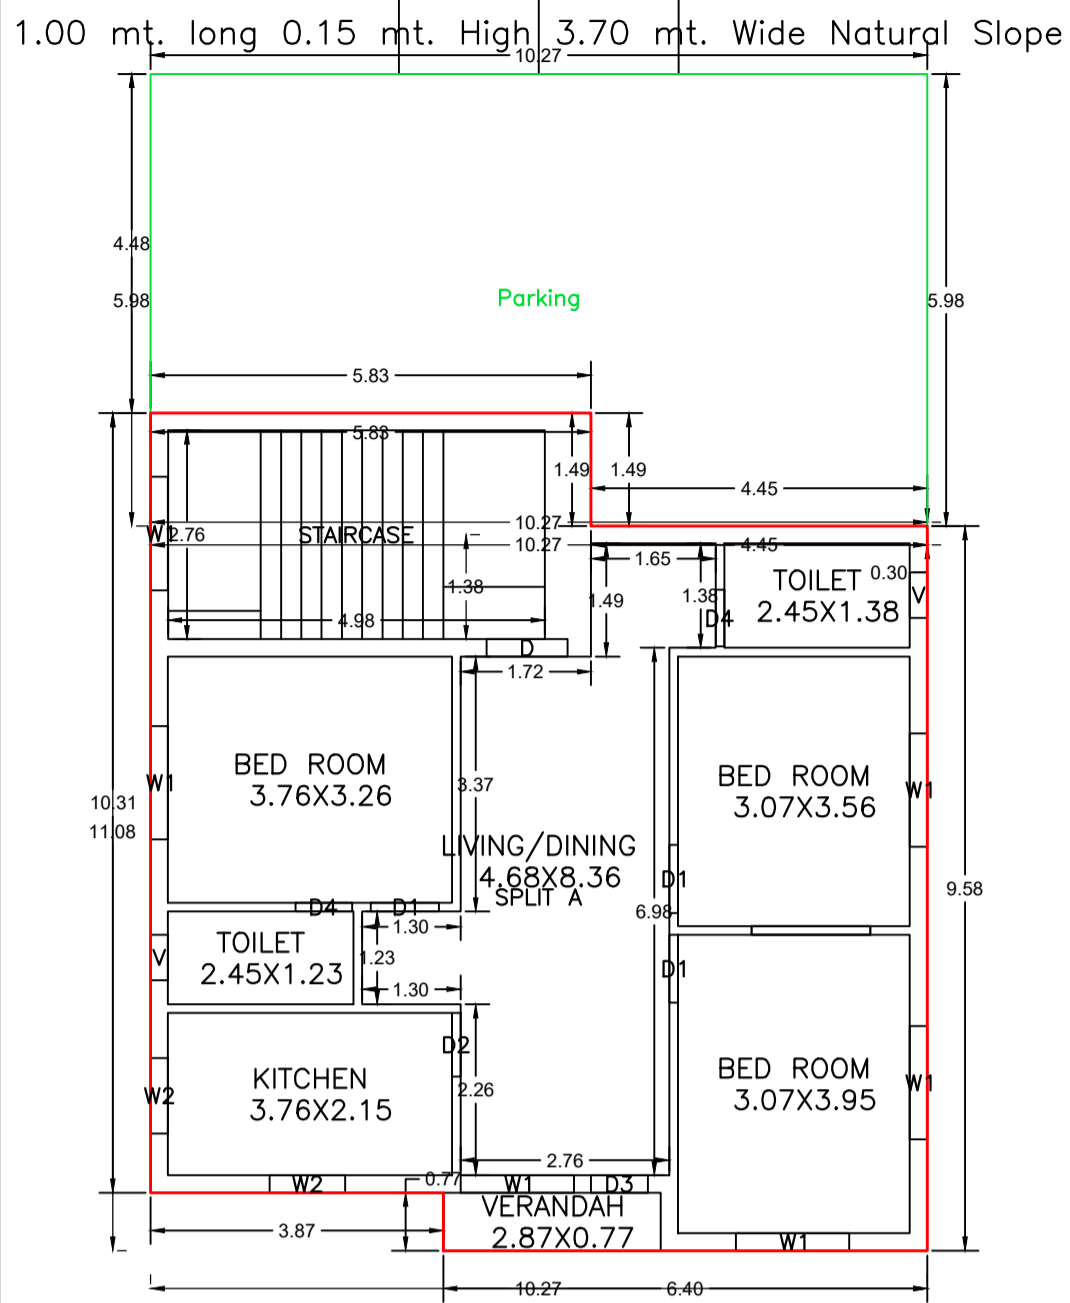 1.00 mt. long 0.15 mt. High 3.70 mt. Wide Natural Slope
10.27
4.48
5.98
Parking
5.98
5.83
5.83
1.49
1.49
4.45
10.27
W1
2.76
STAIRCASE
10.27
4.45
1.65
TOILET
0.30
2.45X1.38
V
1.38
1.49
1.38
D4
4.98
D
1.72
BED ROOM
3.76X3.26
W1
3.37
BED ROOM
3.07X3.56
W1
10.31
11.08
LIVING/DINING
4.68X8.36
SPLIT A
D1
9.58
D4
D1
6.98
1.30
TOILET
2.45X1.23
V
1.23
D1
1.30
D2
KITCHEN
3.76X2.15
W2
2.26
BED ROOM
3.07X3.95
W1
2.76
0.77
W2
W1
D3
VERANDAH
2.87X0.77
3.87
W1
10.27
6.40